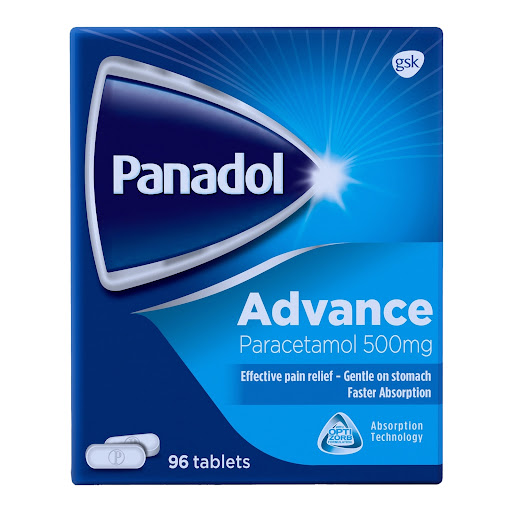 gsk
Panadol
Advance
Paracetamol 500mg
Effective pain relief - Gentle on stomach
Faster Absorption
OPTI
ZORB
Absorption
Technology
P
96 tablets